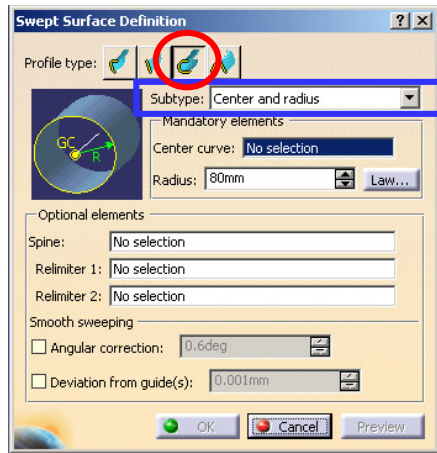 Swept Surface Definition
Profile type:
Subtype: Center and radius
Mandatory elements
Center curve: No selection
Radius: 80mm Law...
GC
R
Optional elements
Spine: No selection
Relimiter 1: No selection
Relimiter 2: No selection
Smooth sweeping
Angular correction: 0.6deg
Deviation from guide(s): 0.001mm
OK Cancel Preview